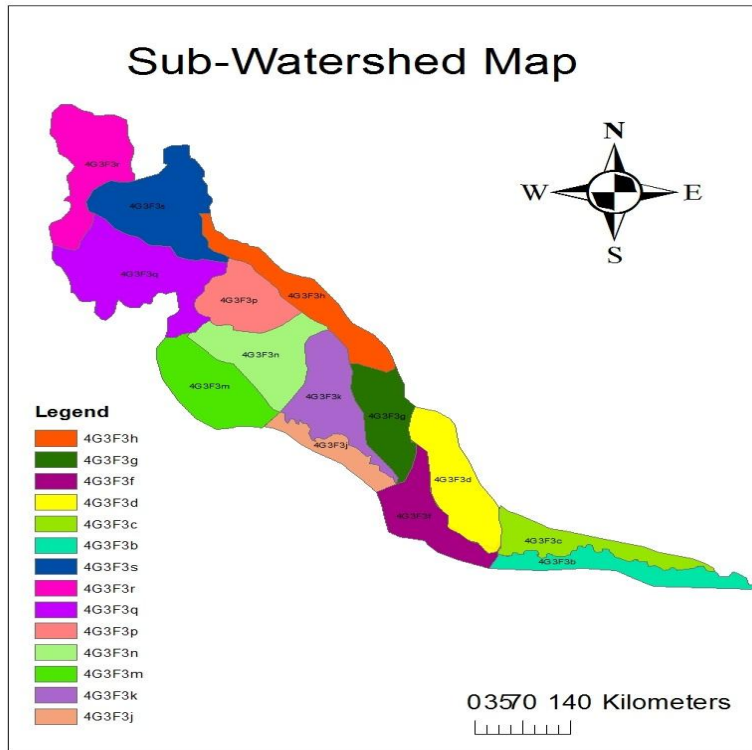 Sub-Watershed Map
N
W E
S
4G3F3r
4G3F3s
4G3F3q
4G3F3h
4G3F3p
4G3F3n
4G3F3m
4G3F3k
4G3F3g
4G3F3j
4G3F3d
4G3F3f
4G3F3c
4G3F3b
Legend
4G3F3h
4G3F3g
4G3F3f
4G3F3d
4G3F3c
4G3F3b
4G3F3s
4G3F3r
4G3F3q
4G3F3p
4G3F3n
4G3F3m
4G3F3k
4G3F3j
03570 140 Kilometers